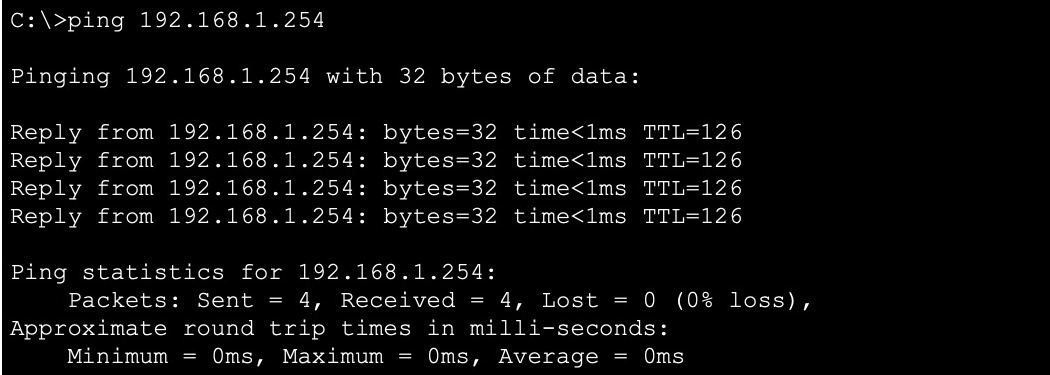 C:\>ping 192.168.1.254
Pinging 192.168.1.254 with 32 bytes of data:
Reply from 192.168.1.254: bytes=32 time<1ms TTL=126
Reply from 192.168.1.254: bytes=32 time<1ms TTL=126
Reply from 192.168.1.254: bytes=32 time<1ms TTL=126
Reply from 192.168.1.254: bytes=32 time<1ms TTL=126
Ping statistics for 192.168.1.254:
    Packets: Sent = 4, Received = 4, Lost = 0 (0% loss),
Approximate round trip times in milli-seconds:
    Minimum = 0ms, Maximum = 0ms, Average = 0ms